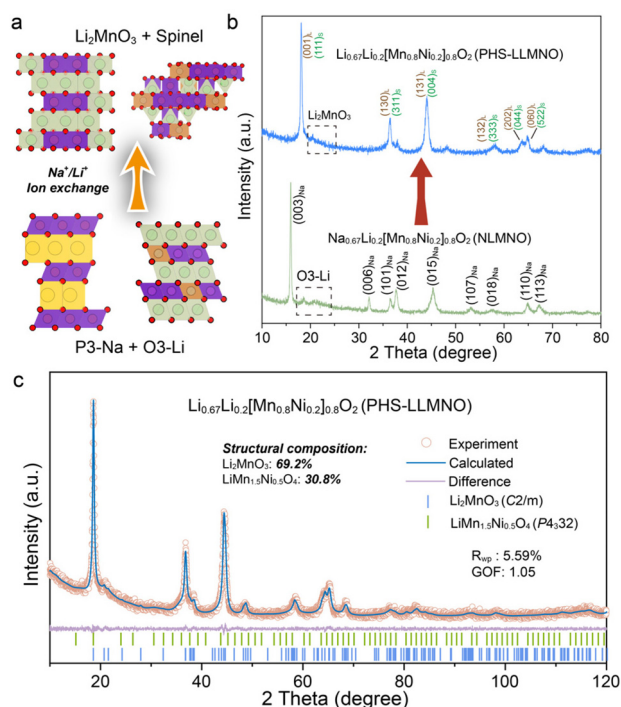 a
Li₂MnO₃ + Spinel
Na⁺/Li⁺
Ion exchange
P3-Na + O3-Li
b
Intensity (a.u.)
(001)L
(111)S
Li₀.₆₇Li₀.₂[Mn₀.₈Ni₀.₂]₀.₈O₂ (PHS-LLMNO)
Li₂MnO₃
(130)L
(311)S
(131)L
(004)S
(132)L
(333)S
(202)L
(044)S
(060)L
(522)S
Na₀.₆₇Li₀.₂[Mn₀.₈Ni₀.₂]₀.₈O₂ (NLMNO)
(003)Na
O3-Li
(006)Na
(101)Na
(012)Na
(015)Na
(107)Na
(018)Na
(110)Na
(113)Na
10 20 30 40 50 60 70 80
2 Theta (degree)
c
Intensity (a.u.)
Li₀.₆₇Li₀.₂[Mn₀.₈Ni₀.₂]₀.₈O₂ (PHS-LLMNO)
Structural composition:
Li₂MnO₃: 69.2%
LiMn₁.₅Ni₀.₅O₄: 30.8%
Experiment
Calculated
Difference
Li₂MnO₃ (C2/m)
LiMn₁.₅Ni₀.₅O₄ (P4₃32)
Rwp : 5.59%
GOF: 1.05
20 40 60 80 100 120
2 Theta (degree)